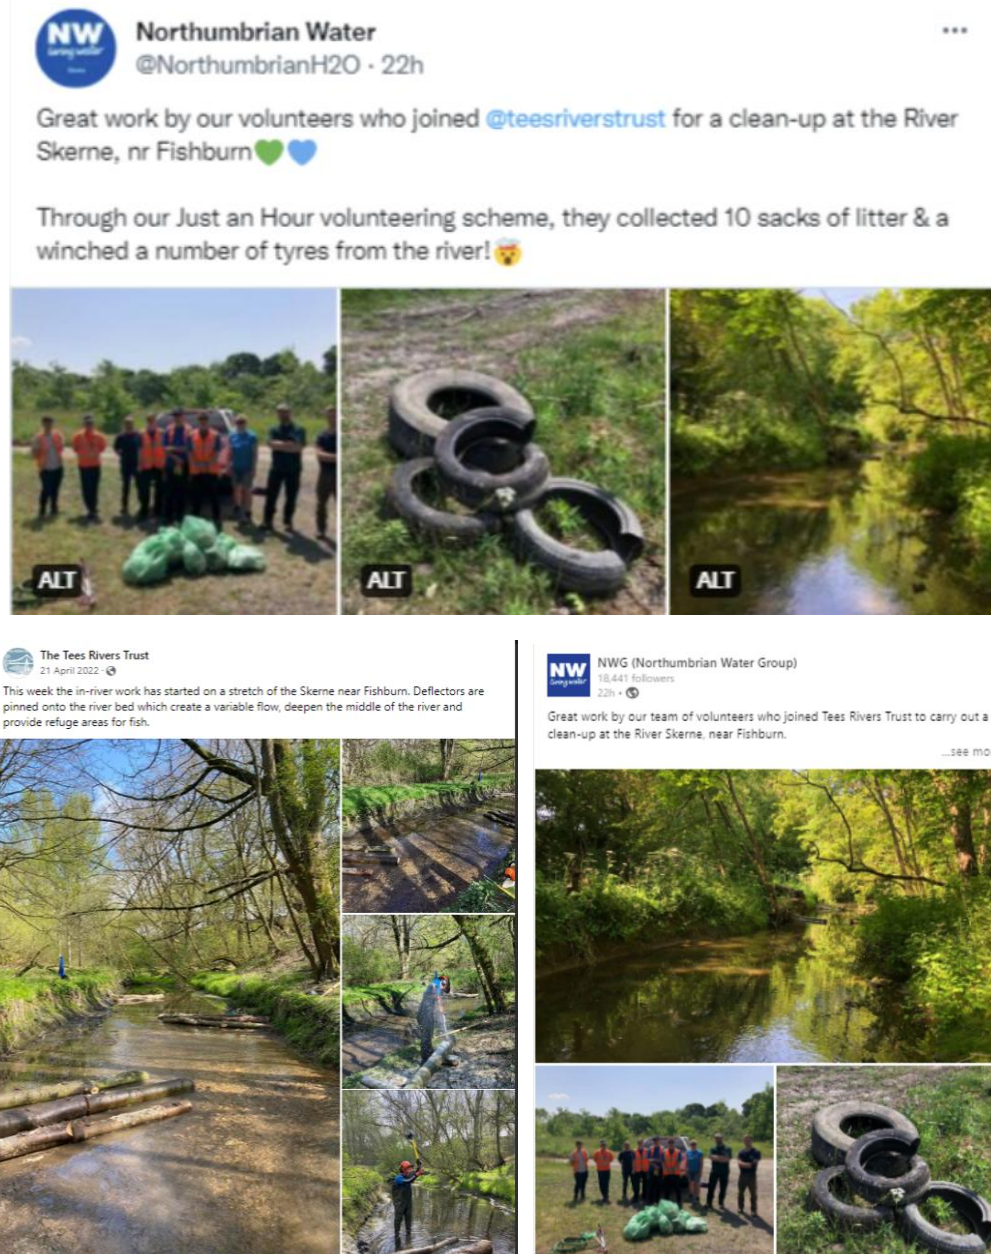 NW
living water
Northumbrian Water
@NorthumbrianH2O · 22h
Great work by our volunteers who joined @teesriverstrust for a clean-up at the River
Skerne, nr Fishburn💚💙
Through our Just an Hour volunteering scheme, they collected 10 sacks of litter & a
winched a number of tyres from the river!🤯
ALT
ALT
ALT
The Tees Rivers Trust
21 April 2022 ·
This week the in-river work has started on a stretch of the Skerne near Fishburn. Deflectors are
pinned onto the river bed which create a variable flow, deepen the middle of the river and
provide refuge areas for fish.
NW
living water
NWG (Northumbrian Water Group)
18,441 followers
22h •
Great work by our team of volunteers who joined Tees Rivers Trust to carry out a
clean-up at the River Skerne, near Fishburn.
...see mo